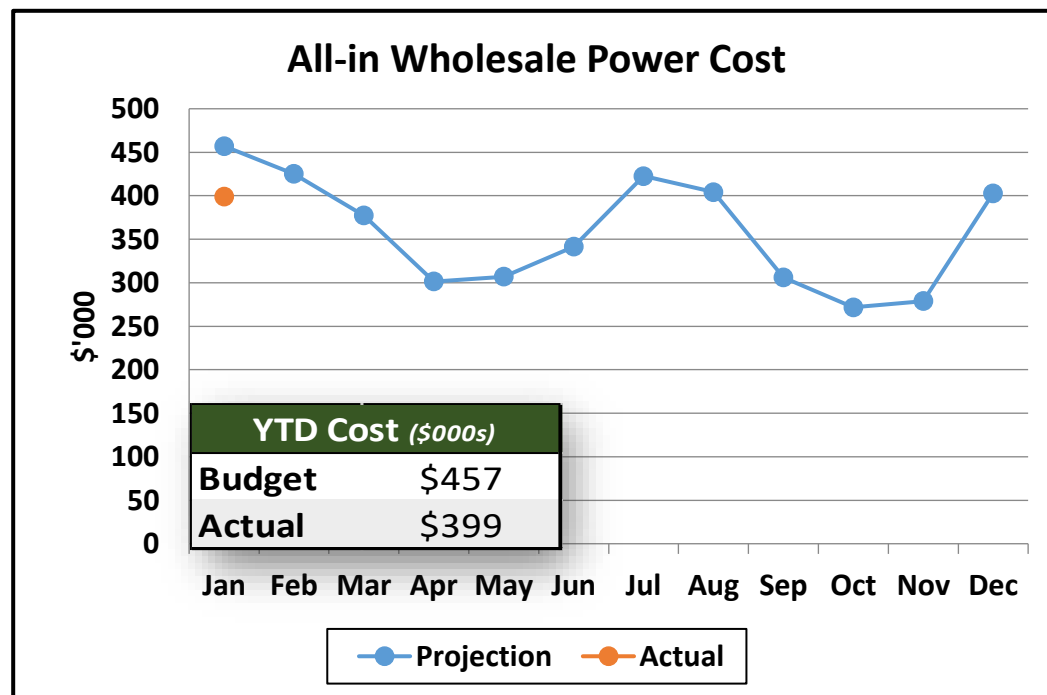 All-in Wholesale Power Cost
500
450
400
350
300
250
200
150
100
50
0
$'000
YTD Cost ($000s)
Budget $457
Actual $399
Jan Feb Mar Apr May Jun Jul Aug Sep Oct Nov Dec
Projection Actual